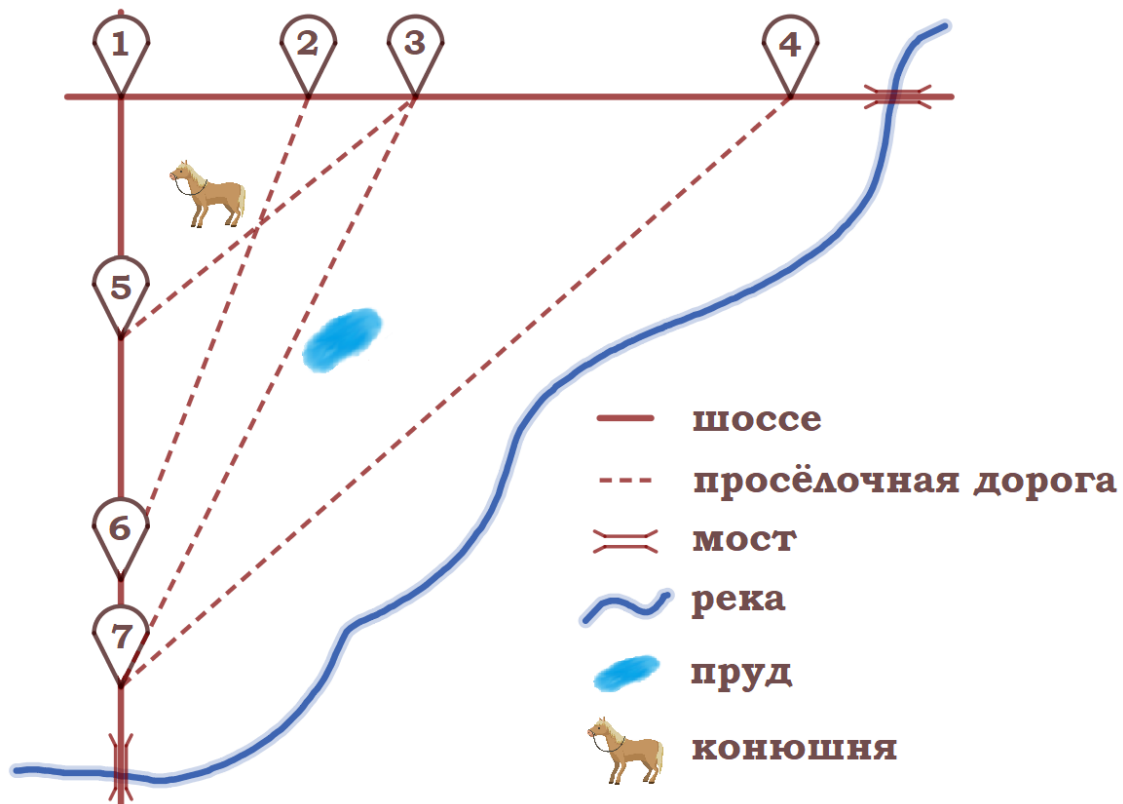 1 2 3 4
5
6
7
шоссе
просёлочная дорога
мост
река
пруд
конюшня